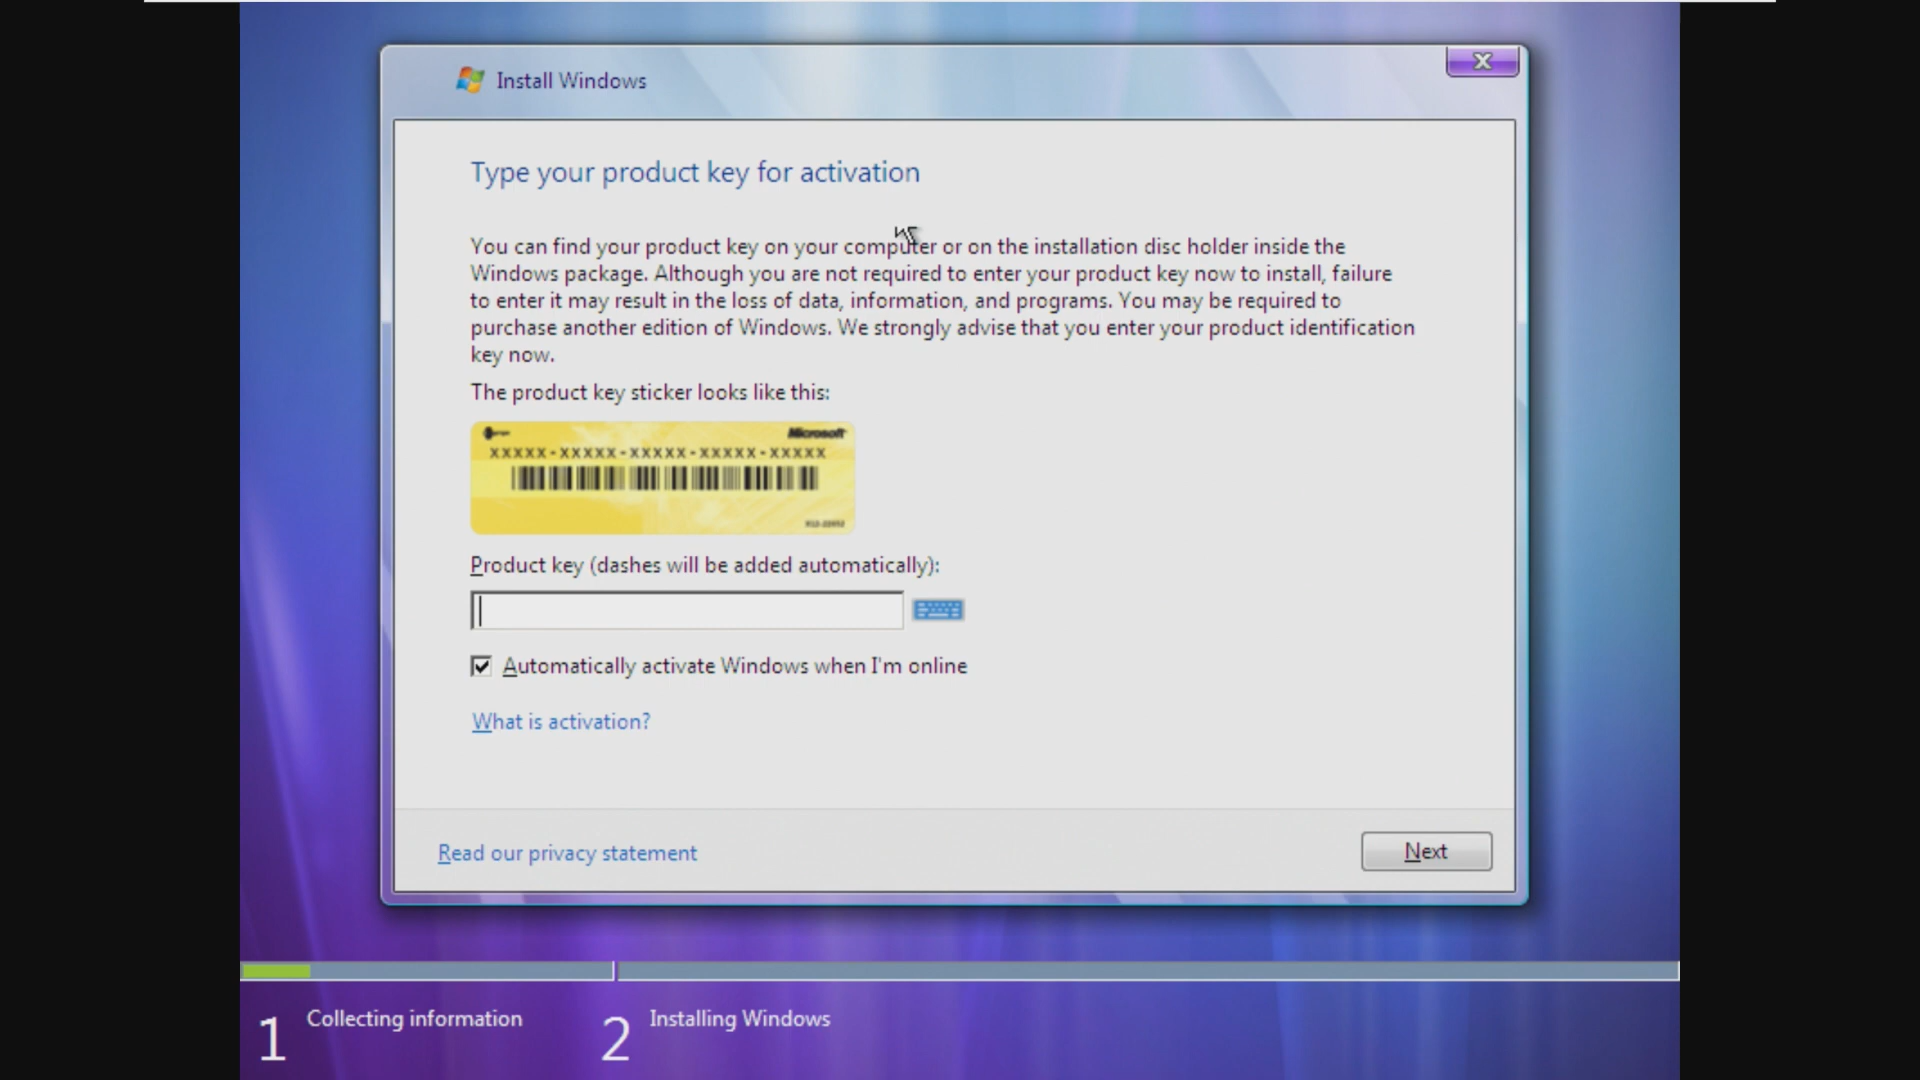 Install Windows
Type your product key for activation
You can find your product key on your computer or on the installation disc holder inside the
Windows package. Although you are not required to enter your product key now to install, failure
to enter it may result in the loss of data, information, and programs. You may be required to
purchase another edition of Windows. We strongly advise that you enter your product identification
key now.
The product key sticker looks like this:
Microsoft
XXXXX-XXXXX-XXXXX-XXXXX-XXXXX
Product key (dashes will be added automatically):
Automatically activate Windows when I'm online
What is activation?
Read our privacy statement
Next
1 Collecting information
2 Installing Windows